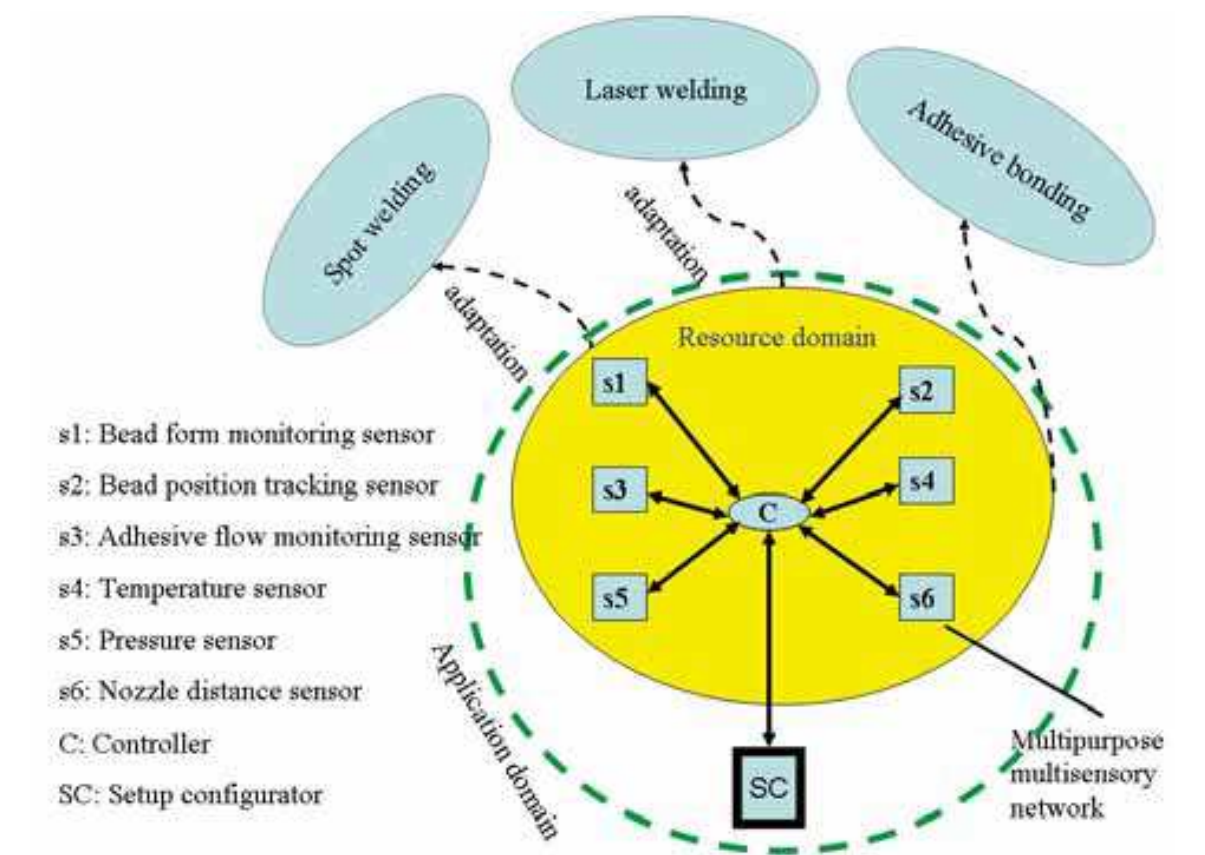 Laser welding
Adhesive bonding
Spot welding
adaptation
adaptation
Resource domain
s1
s2
s3
s4
C
s5
s6
s1: Bead form monitoring sensor
s2: Bead position tracking sensor
s3: Adhesive flow monitoring sensor
s4: Temperature sensor
s5: Pressure sensor
s6: Nozzle distance sensor
C: Controller
SC: Setup configurator
Application domain
SC
Multipurpose
multisensory
network